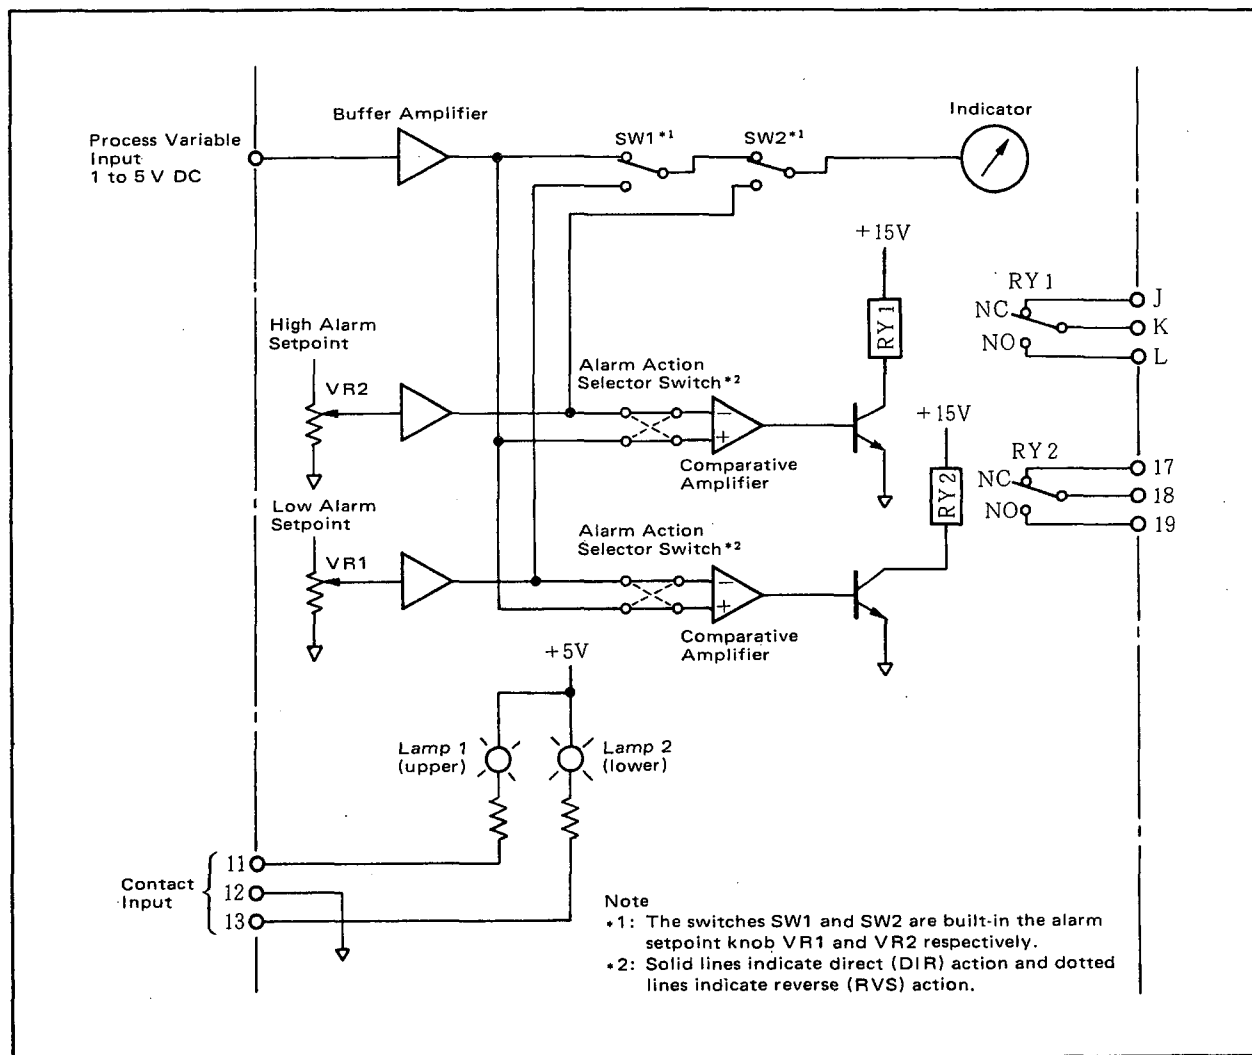 Buffer Amplifier
Indicator
Process Variable
Input
1 to 5 V DC
SW1*1
SW2*1
+15V
RY1
J
NC
K
NO
L
RY1
High Alarm
Setpoint
VR2
Alarm Action
Selector Switch*2
−
+
Comparative
Amplifier
+15V
RY2
17
NC
18
NO
19
RY2
Low Alarm
Setpoint
VR1
Alarm Action
Selector Switch*2
−
+
Comparative
Amplifier
+5V
Lamp 1
(upper)
Lamp 2
(lower)
Contact
Input
11
12
13
Note
*1: The switches SW1 and SW2 are built-in the alarm
setpoint knob VR1 and VR2 respectively.
*2: Solid lines indicate direct (DIR) action and dotted
lines indicate reverse (RVS) action.